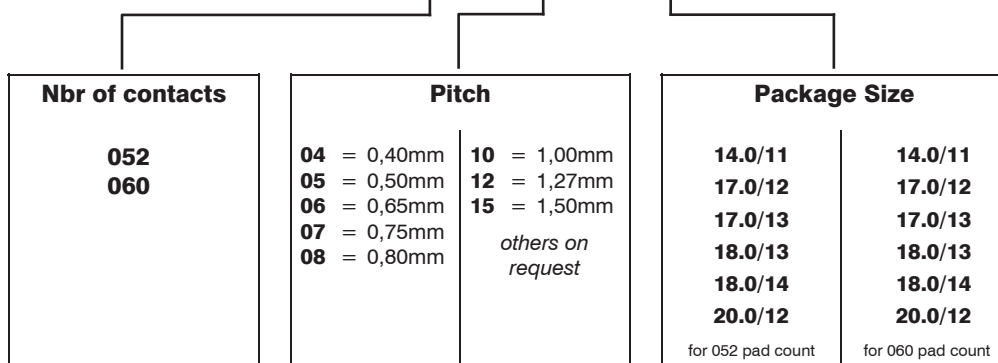 Nbr of contacts
052
060
Pitch
04 = 0,40mm
05 = 0,50mm
06 = 0,65mm
07 = 0,75mm
08 = 0,80mm
10 = 1,00mm
12 = 1,27mm
15 = 1,50mm
others on
request
Package Size
14.0/11
17.0/12
17.0/13
18.0/13
18.0/14
20.0/12
for 052 pad count
14.0/11
17.0/12
17.0/13
18.0/13
18.0/14
20.0/12
for 060 pad count